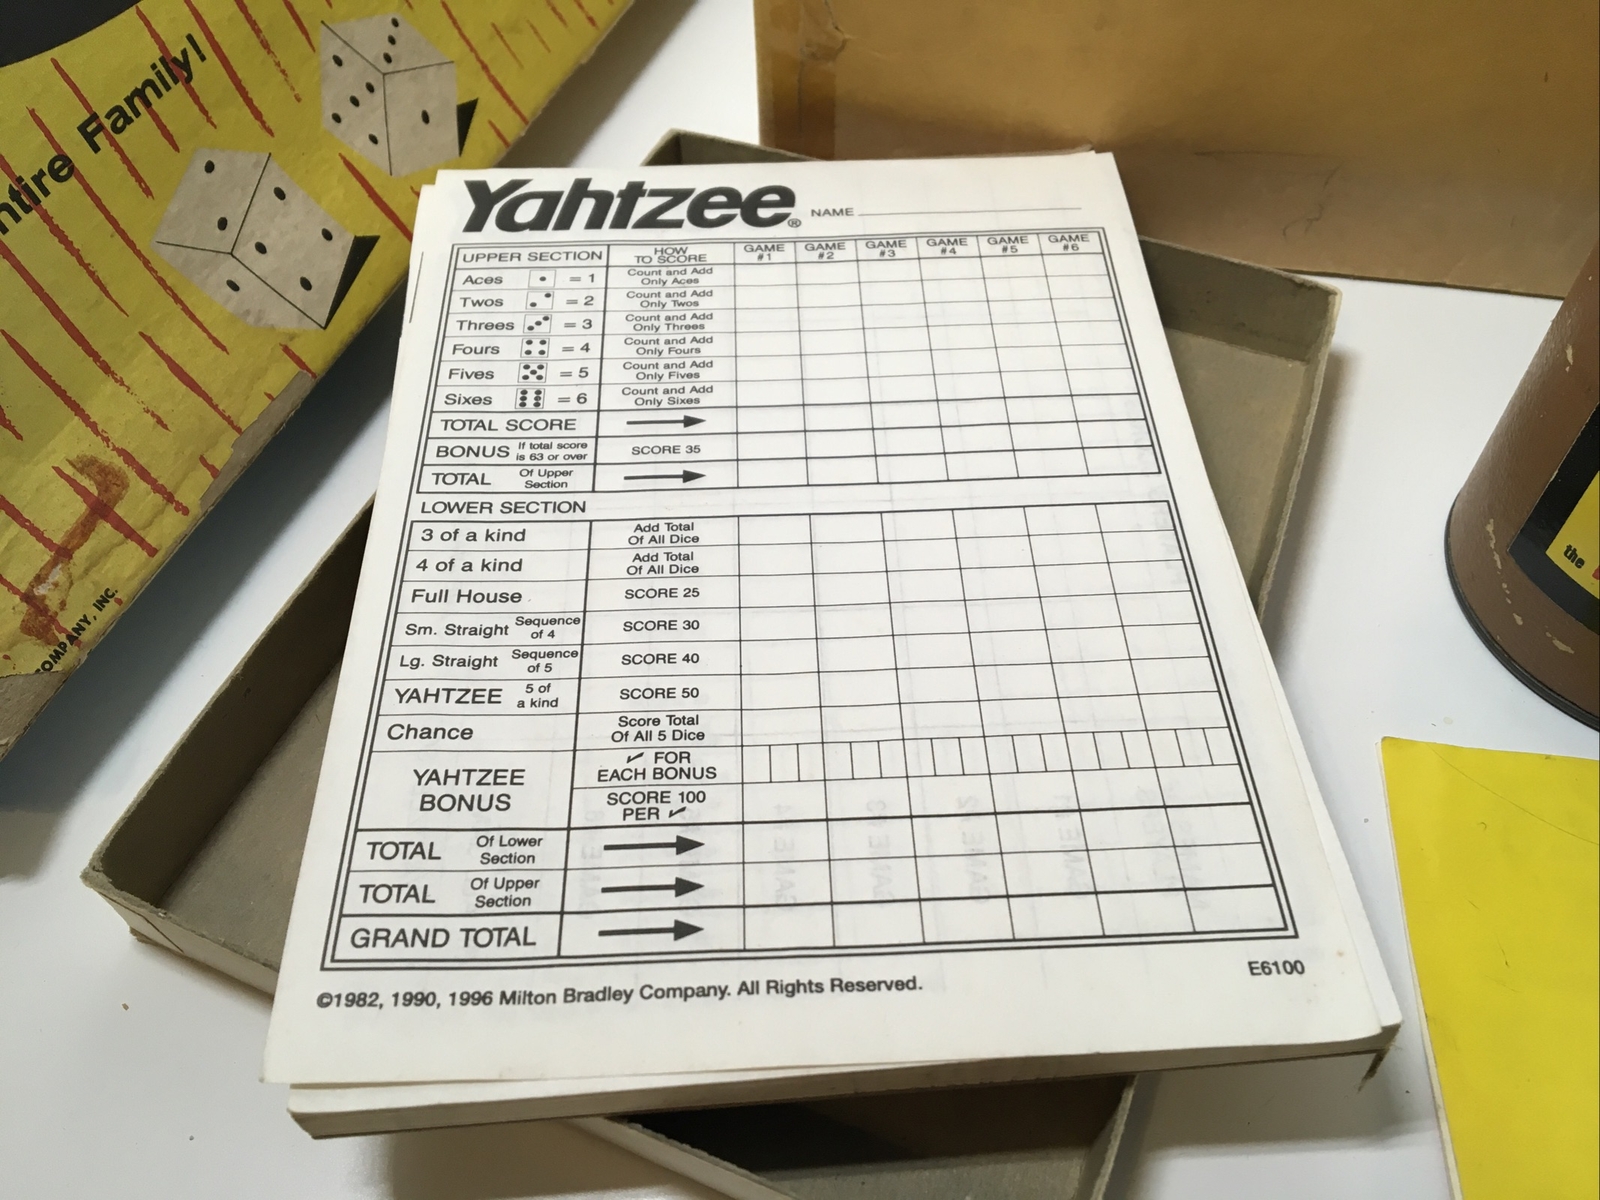 Entire Family!
COMPANY, INC.
Yahtzee® NAME
UPPER SECTION HOW TO SCORE GAME #1 GAME #2 GAME #3 GAME #4 GAME #5 GAME #6
Aces = 1 Count and Add Only Aces
Twos = 2 Count and Add Only Twos
Threes = 3 Count and Add Only Threes
Fours = 4 Count and Add Only Fours
Fives = 5 Count and Add Only Fives
Sixes = 6 Count and Add Only Sixes
TOTAL SCORE
BONUS If total score is 63 or over SCORE 35
TOTAL Of Upper Section
LOWER SECTION
3 of a kind Add Total Of All Dice
4 of a kind Add Total Of All Dice
Full House SCORE 25
Sm. Straight Sequence of 4 SCORE 30
Lg. Straight Sequence of 5 SCORE 40
YAHTZEE 5 of a kind SCORE 50
Chance Score Total Of All 5 Dice
YAHTZEE BONUS ✓ FOR EACH BONUS
SCORE 100 PER ✓
TOTAL Of Lower Section
TOTAL Of Upper Section
GRAND TOTAL
©1982, 1990, 1996 Milton Bradley Company. All Rights Reserved. E6100
the